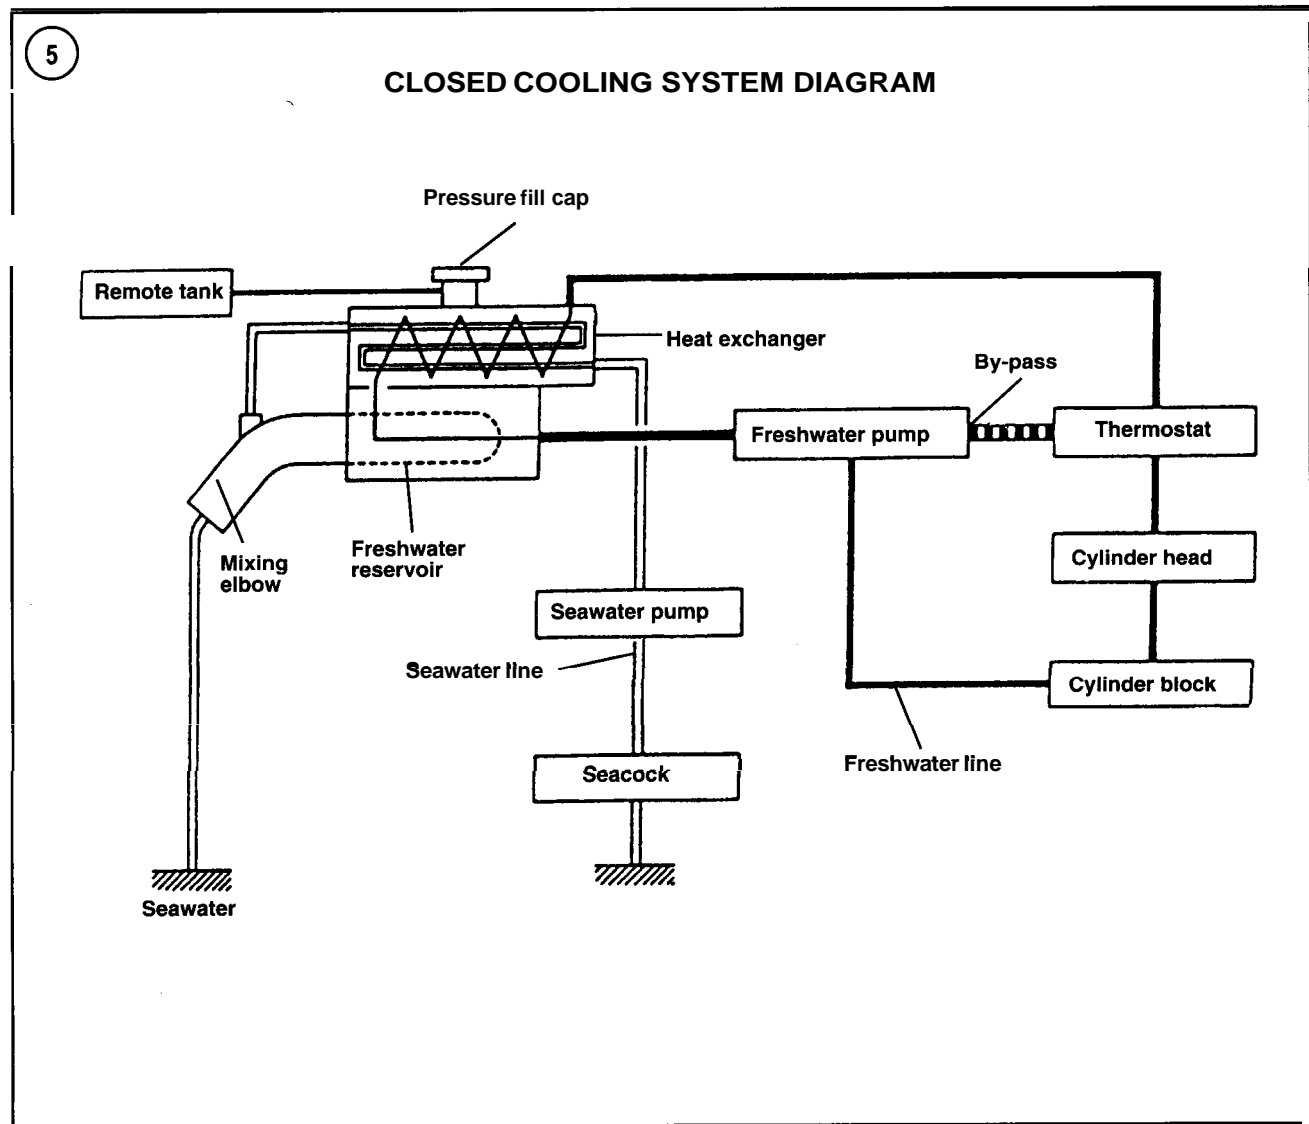 5
CLOSED COOLING SYSTEM DIAGRAM
Pressure fill cap
Remote tank
Heat exchanger
By-pass
Freshwater pump
Thermostat
Mixing
elbow
Freshwater
reservoir
Cylinder head
Seawater pump
Seawater line
Cylinder block
Freshwater line
Seacock
Seawater